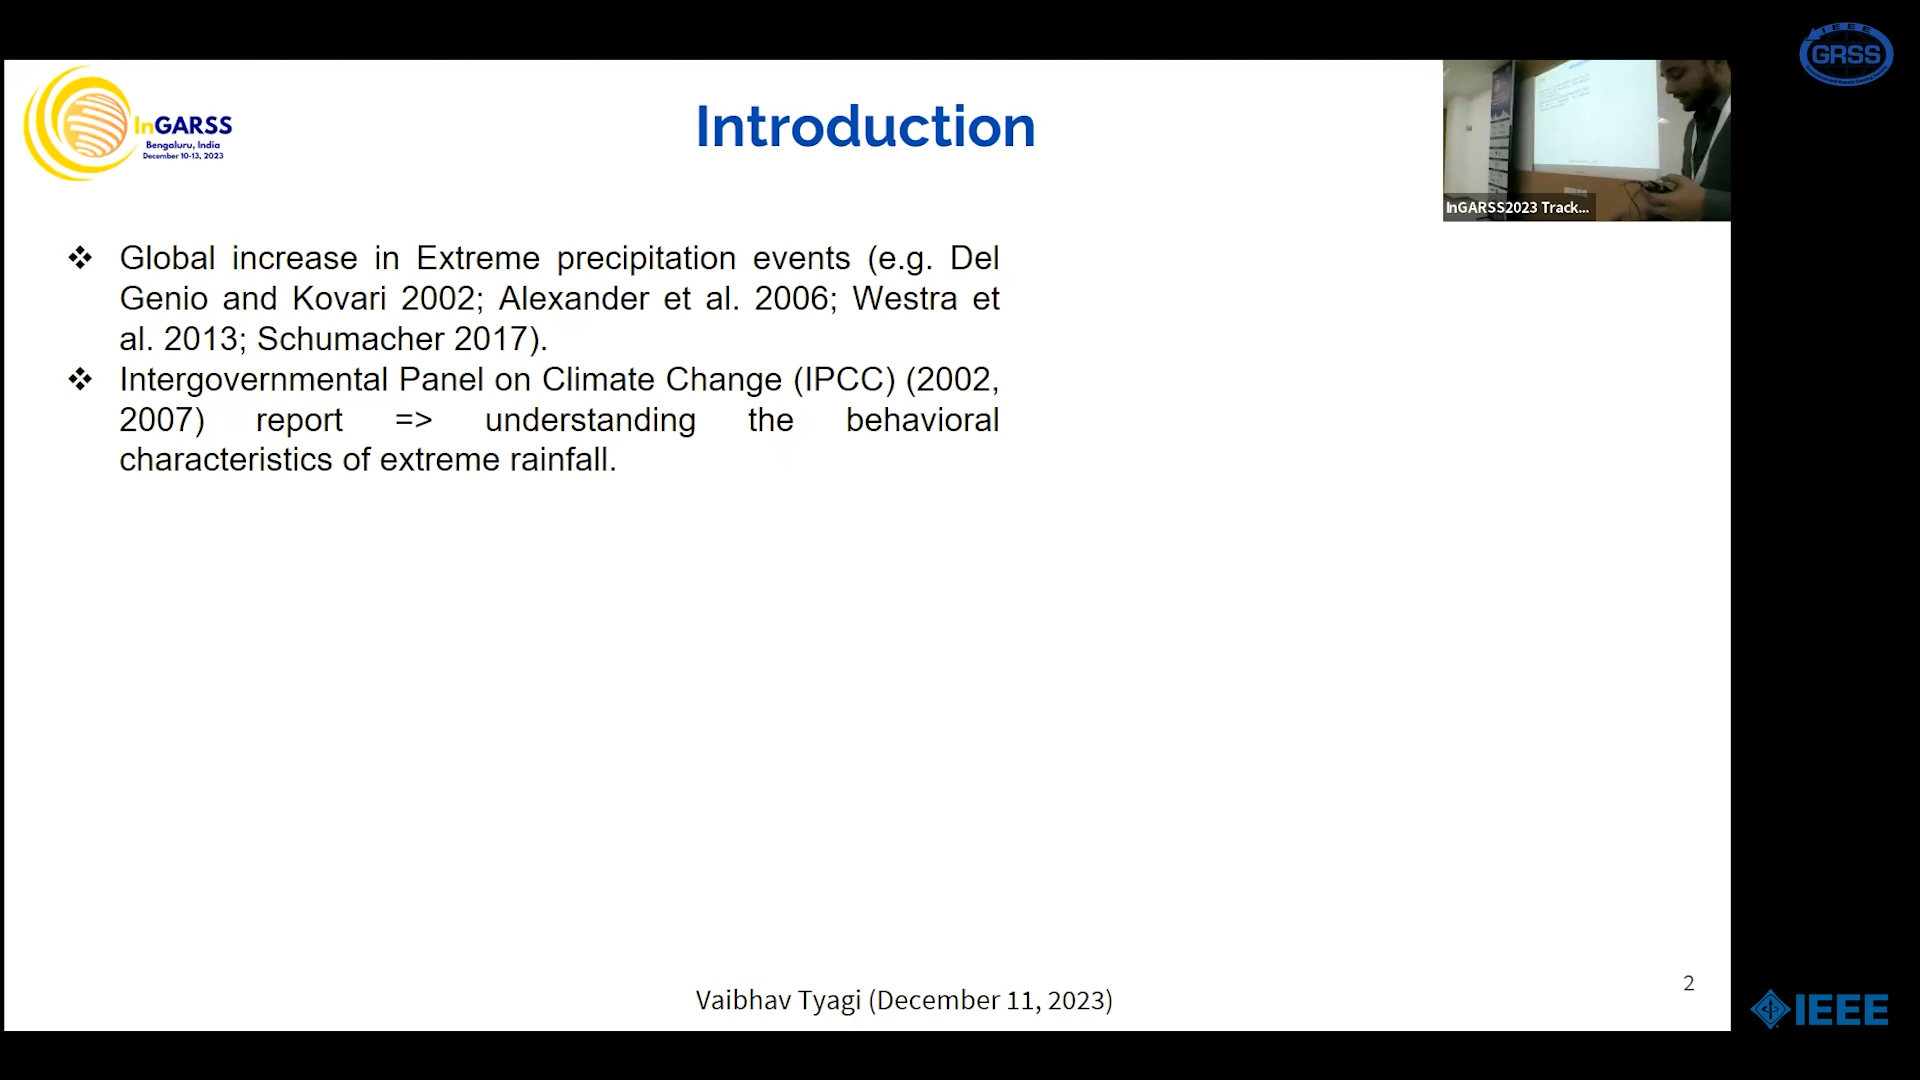 IEEE
GRSS
InGARSS
Bengaluru, India
December 10-13, 2023
Introduction
InGARSS2023 Track...
❖ Global increase in Extreme precipitation events (e.g. Del
Genio and Kovari 2002; Alexander et al. 2006; Westra et
al. 2013; Schumacher 2017).
❖ Intergovernmental Panel on Climate Change (IPCC) (2002,
2007) report => understanding the behavioral
characteristics of extreme rainfall.
2
Vaibhav Tyagi (December 11, 2023)
IEEE